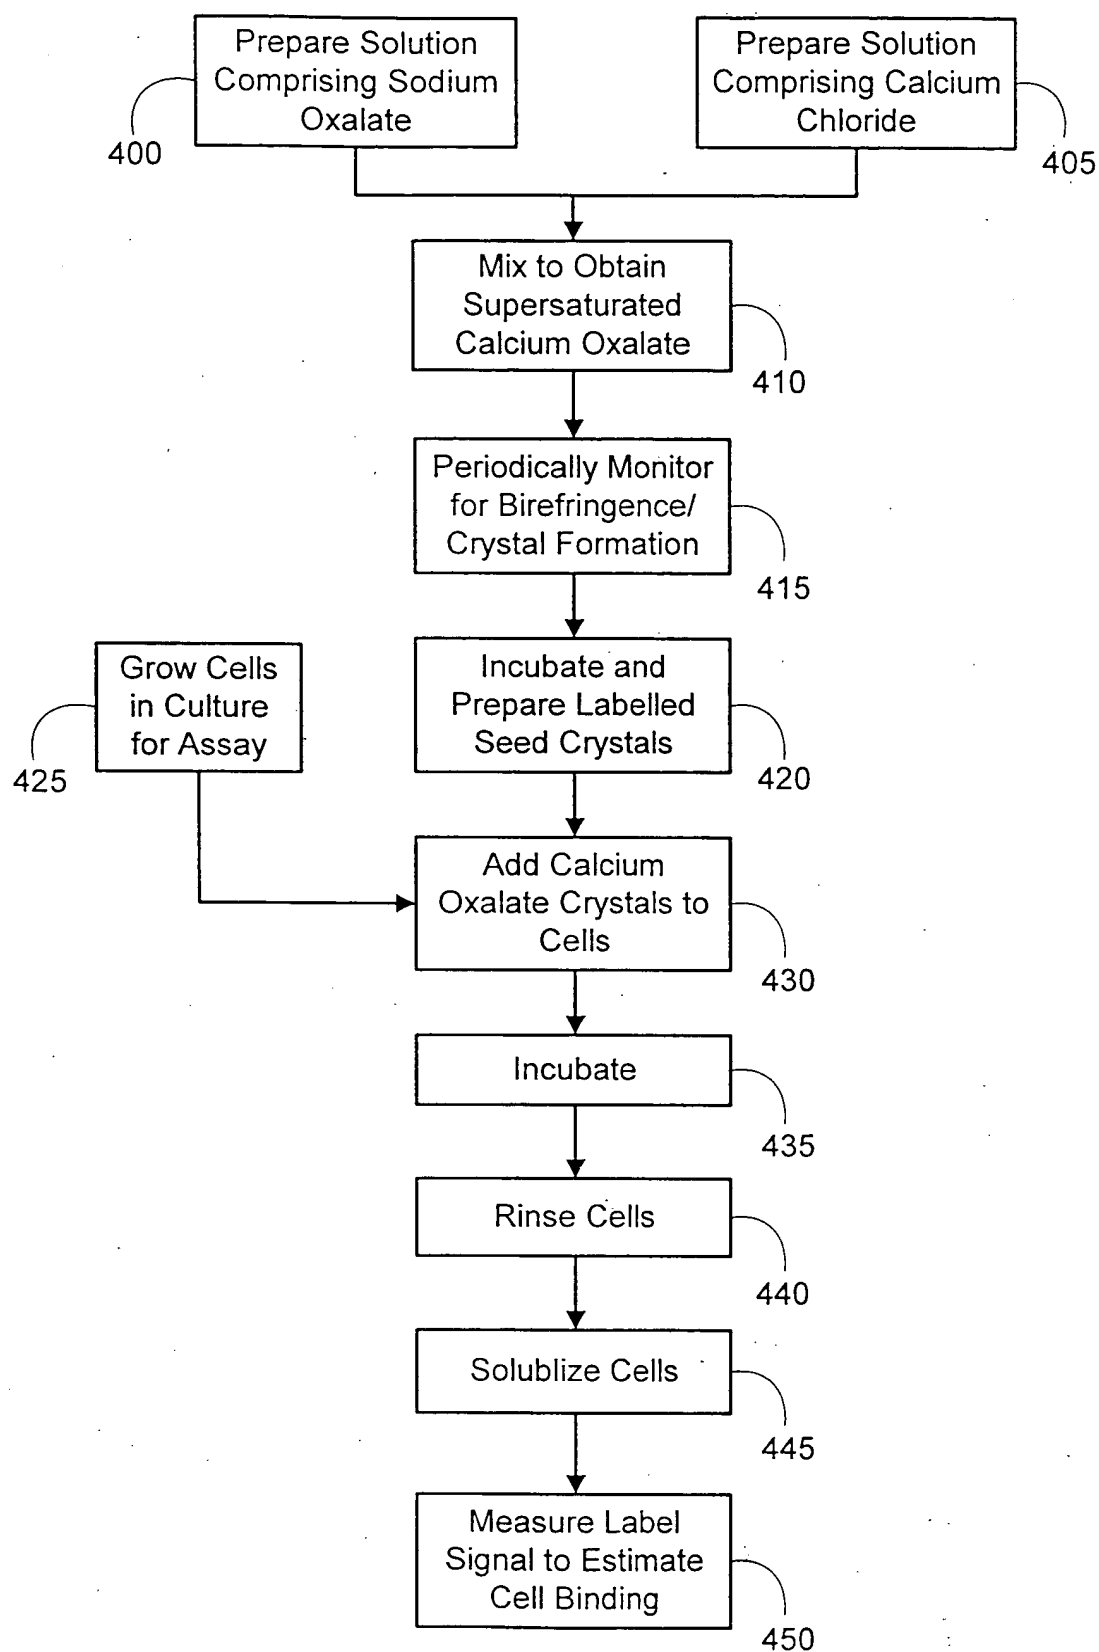 Prepare Solution
Comprising Sodium
Oxalate
400
Prepare Solution
Comprising Calcium
Chloride
405
Mix to Obtain
Supersaturated
Calcium Oxalate
410
Periodically Monitor
for Birefringence/
Crystal Formation
415
Incubate and
Prepare Labelled
Seed Crystals
420
Grow Cells
in Culture
for Assay
425
Add Calcium
Oxalate Crystals to
Cells
430
Incubate
435
Rinse Cells
440
Solublize Cells
445
Measure Label
Signal to Estimate
Cell Binding
450